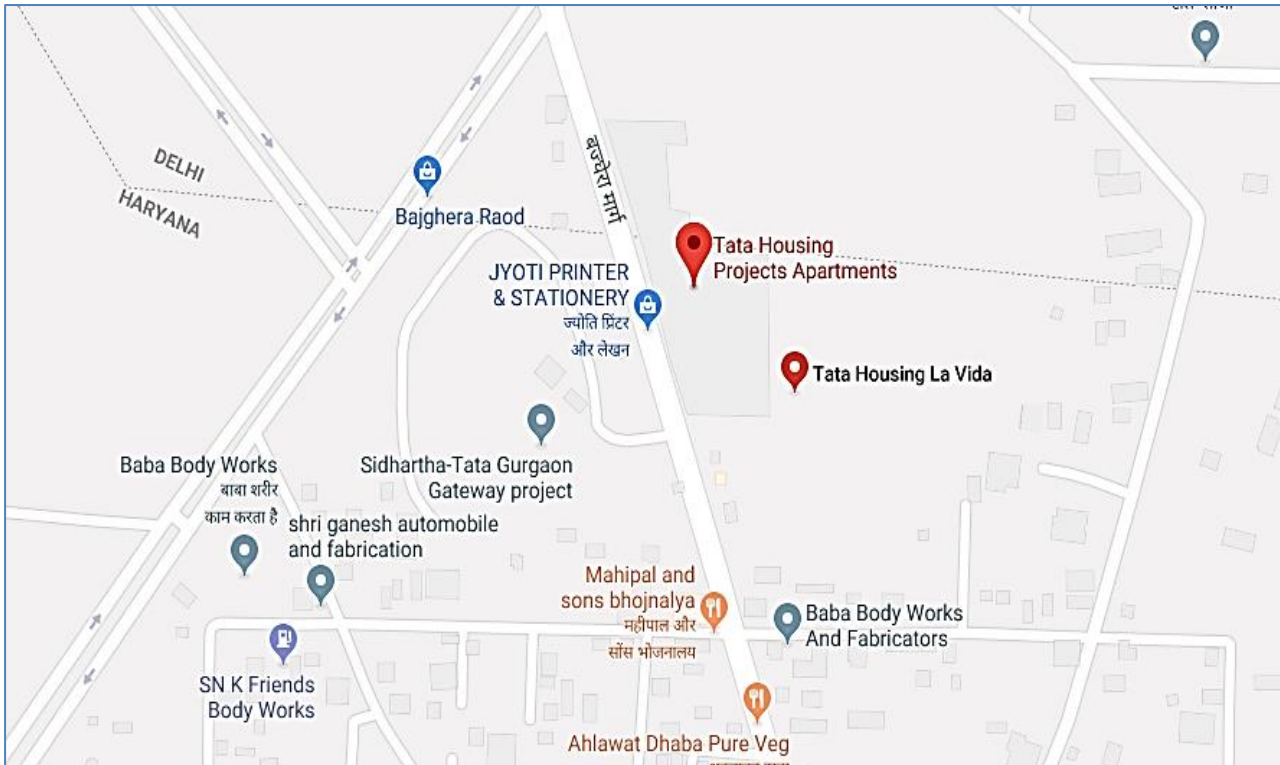 DELHI
HARYANA
Bajghera Raod
बज्घेरा मार्ग
Tata Housing
Projects Apartments
JYOTI PRINTER
& STATIONERY
ज्योति प्रिंटर
और लेखन
Tata Housing La Vida
Sidhartha-Tata Gurgaon
Gateway project
Baba Body Works
बाबा शरीर
काम करता है
shri ganesh automobile
and fabrication
Mahipal and
sons bhojnalya
महीपाल और
सोंस भोजनालय
Baba Body Works
And Fabricators
SN K Friends
Body Works
Ahlawat Dhaba Pure Veg